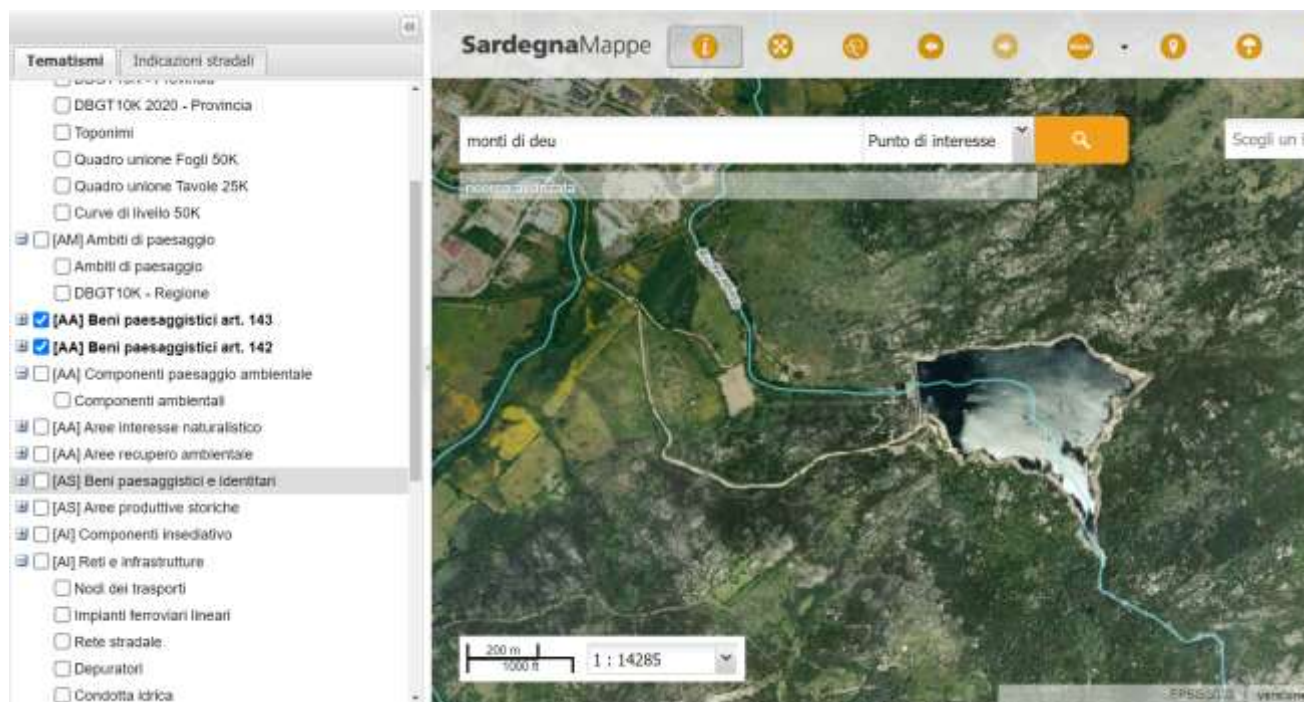 Tematismi
Indicazioni stradali
DBGT10K 2020 - Provincia
Toponimi
Quadro unione Fogli 50K
Quadro unione Tavole 25K
Curve di livello 50K
[AM] Ambiti di paesaggio
Ambiti di paesaggio
DBGT10K - Regione
[AA] Beni paesaggistici art. 143
[AA] Beni paesaggistici art. 142
[AA] Componenti paesaggio ambientale
Componenti ambientali
[AA] Aree interesse naturalistico
[AA] Aree recupero ambientale
[AS] Beni paesaggistici e identitari
[AS] Aree produttive storiche
[AI] Componenti insediativo
[AI] Reti e infrastrutture
Nodi dei trasporti
Impianti ferroviari lineari
Rete stradale
Depuratori
Condotta idrica
SardegnaMappe
monti di deu
Punto di interesse
Scegli un i
ricerca avanzata
200 m
1000 ft
1 : 14285
versione